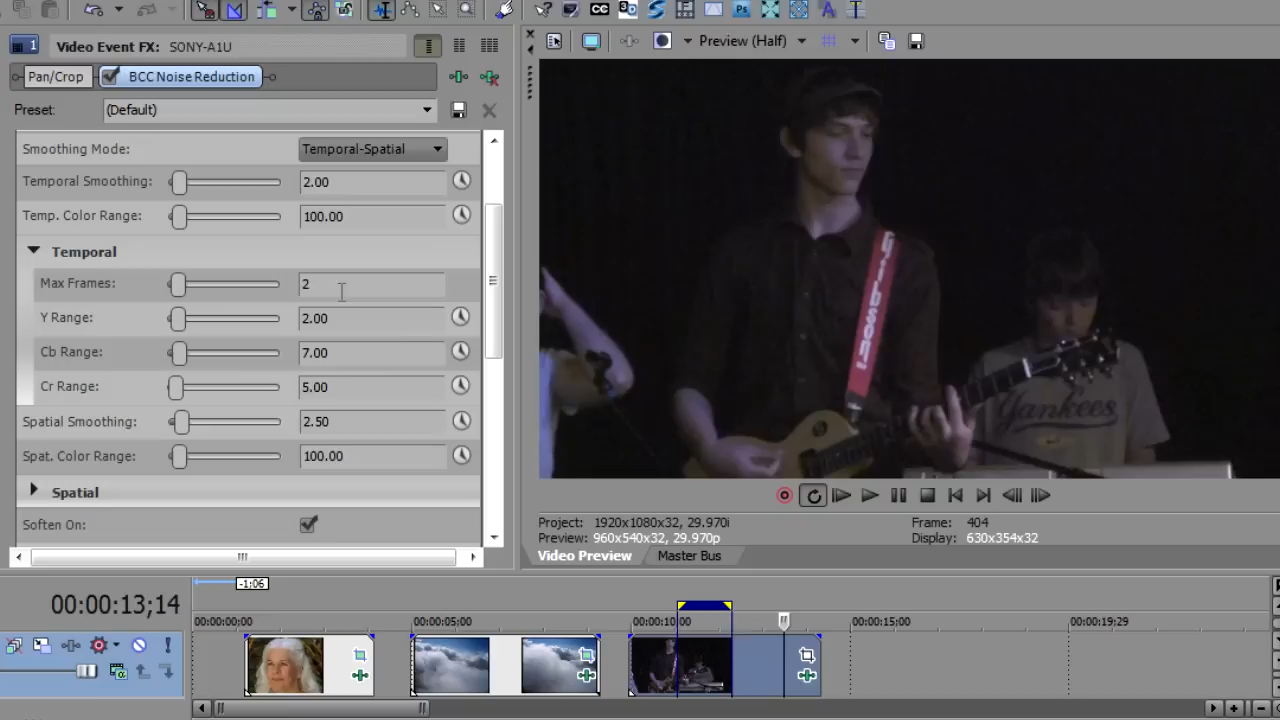 CC
3D
Ps
A
T
1
Video Event FX: SONY-A1U
Pan/Crop
BCC Noise Reduction
Preview (Half)
Preset:
(Default)
Smoothing Mode:
Temporal-Spatial
Temporal Smoothing:
2.00
Temp. Color Range:
100.00
Temporal
Max Frames:
2
Y Range:
2.00
Cb Range:
7.00
Cr Range:
5.00
Spatial Smoothing:
2.50
Spat. Color Range:
100.00
Spatial
Soften On:
Yankees
Project: 1920x1080x32, 29.970i
Preview: 960x540x32, 29.970p
Frame: 404
Display: 630x354x32
Video Preview
Master Bus
-1:06
00:00:13;14
00:00:00:00
00:00:05:00
00:00:10:00
00:00:15:00
00:00:19:29